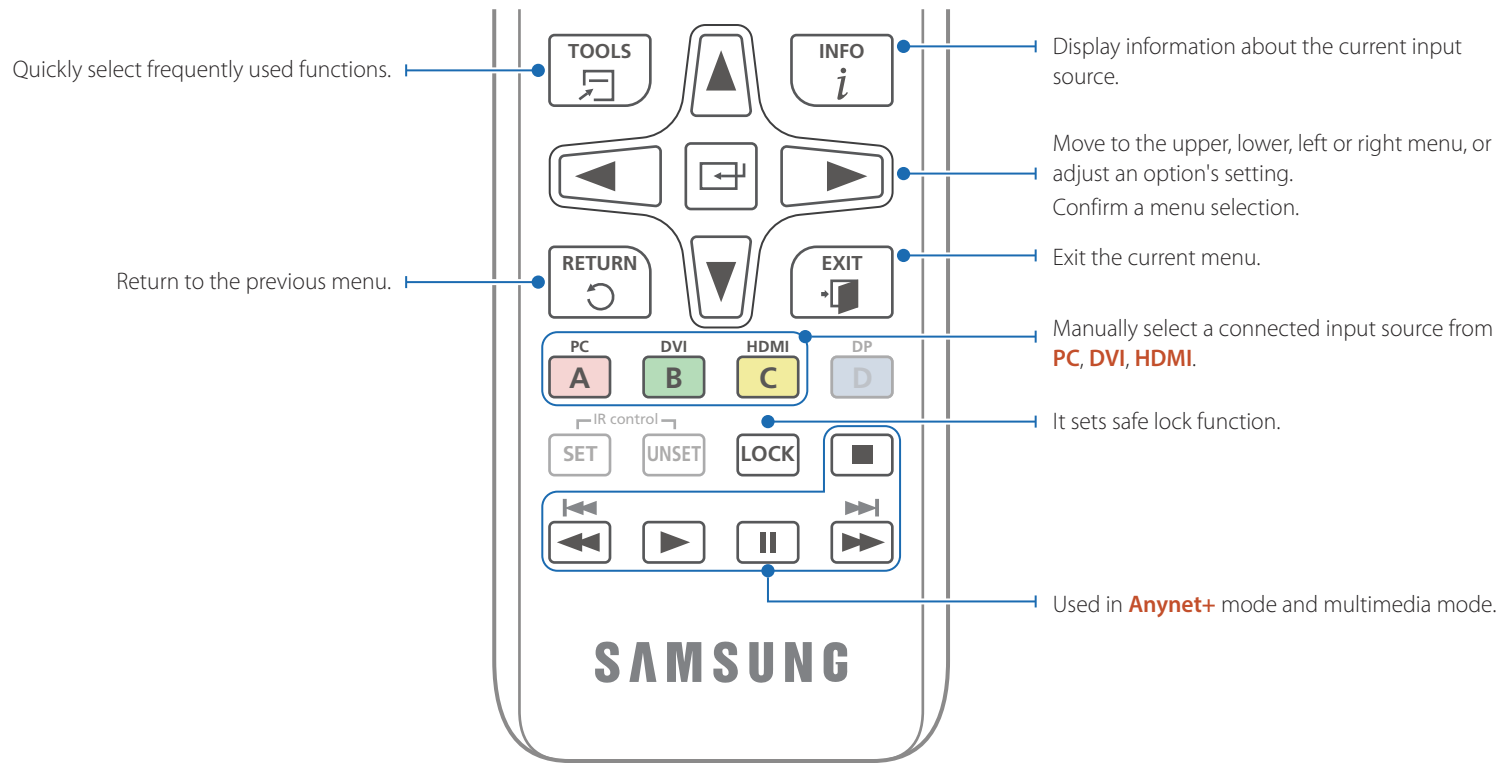 TOOLS
INFO
i
Quickly select frequently used functions.
Display information about the current input
source.
Move to the upper, lower, left or right menu, or
adjust an option's setting.
Confirm a menu selection.
RETURN
EXIT
Return to the previous menu.
Exit the current menu.
Manually select a connected input source from
PC, DVI, HDMI.
PC DVI HDMI DP
A B C D
It sets safe lock function.
IR control
SET UNSET LOCK
Used in Anynet+ mode and multimedia mode.
SAMSUNG